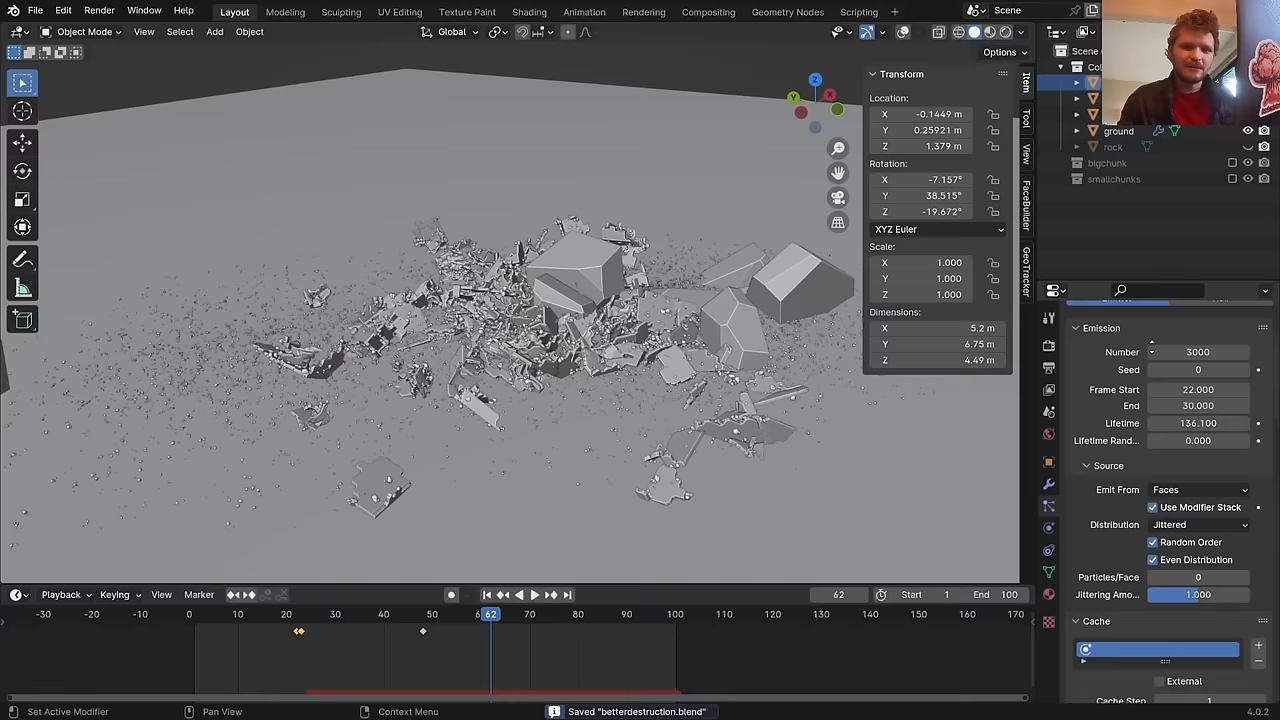 File Edit Render Window Help Layout Modeling Sculpting UV Editing Texture Paint Shading Animation Rendering Compositing Geometry Nodes Scripting + Scene
Object Mode View Select Add Object Global
Options
Transform
Location:
X -0.1449 m
Y 0.25921 m
Z 1.379 m
Rotation:
X -7.157°
Y 38.515°
Z -19.672°
XYZ Euler
Scale:
X 1.000
Y 1.000
Z 1.000
Dimensions:
X 5.2 m
Y 6.75 m
Z 4.49 m
Item
Tool
View
FaceBuilder
GeoTracker
Z
Y
X
Scene
Col
ground
rock
bigchunk
smallchunks
Emission
Number 3000
Seed 0
Frame Start 22.000
End 30.000
Lifetime 136.100
Lifetime Rand... 0.000
Source
Emit From Faces
Use Modifier Stack
Distribution Jittered
Random Order
Even Distribution
Particles/Face 0
Jittering Amo... 1.000
Cache
External
Cache Step 1
Playback Keying View Marker 62 Start 1 End 100
-30 -20 -10 0 10 20 30 40 50 62 70 80 90 100 110 120 130 140 150 160 170
Set Active Modifier Pan View Context Menu Saved "betterdestruction.blend" 4.0.2